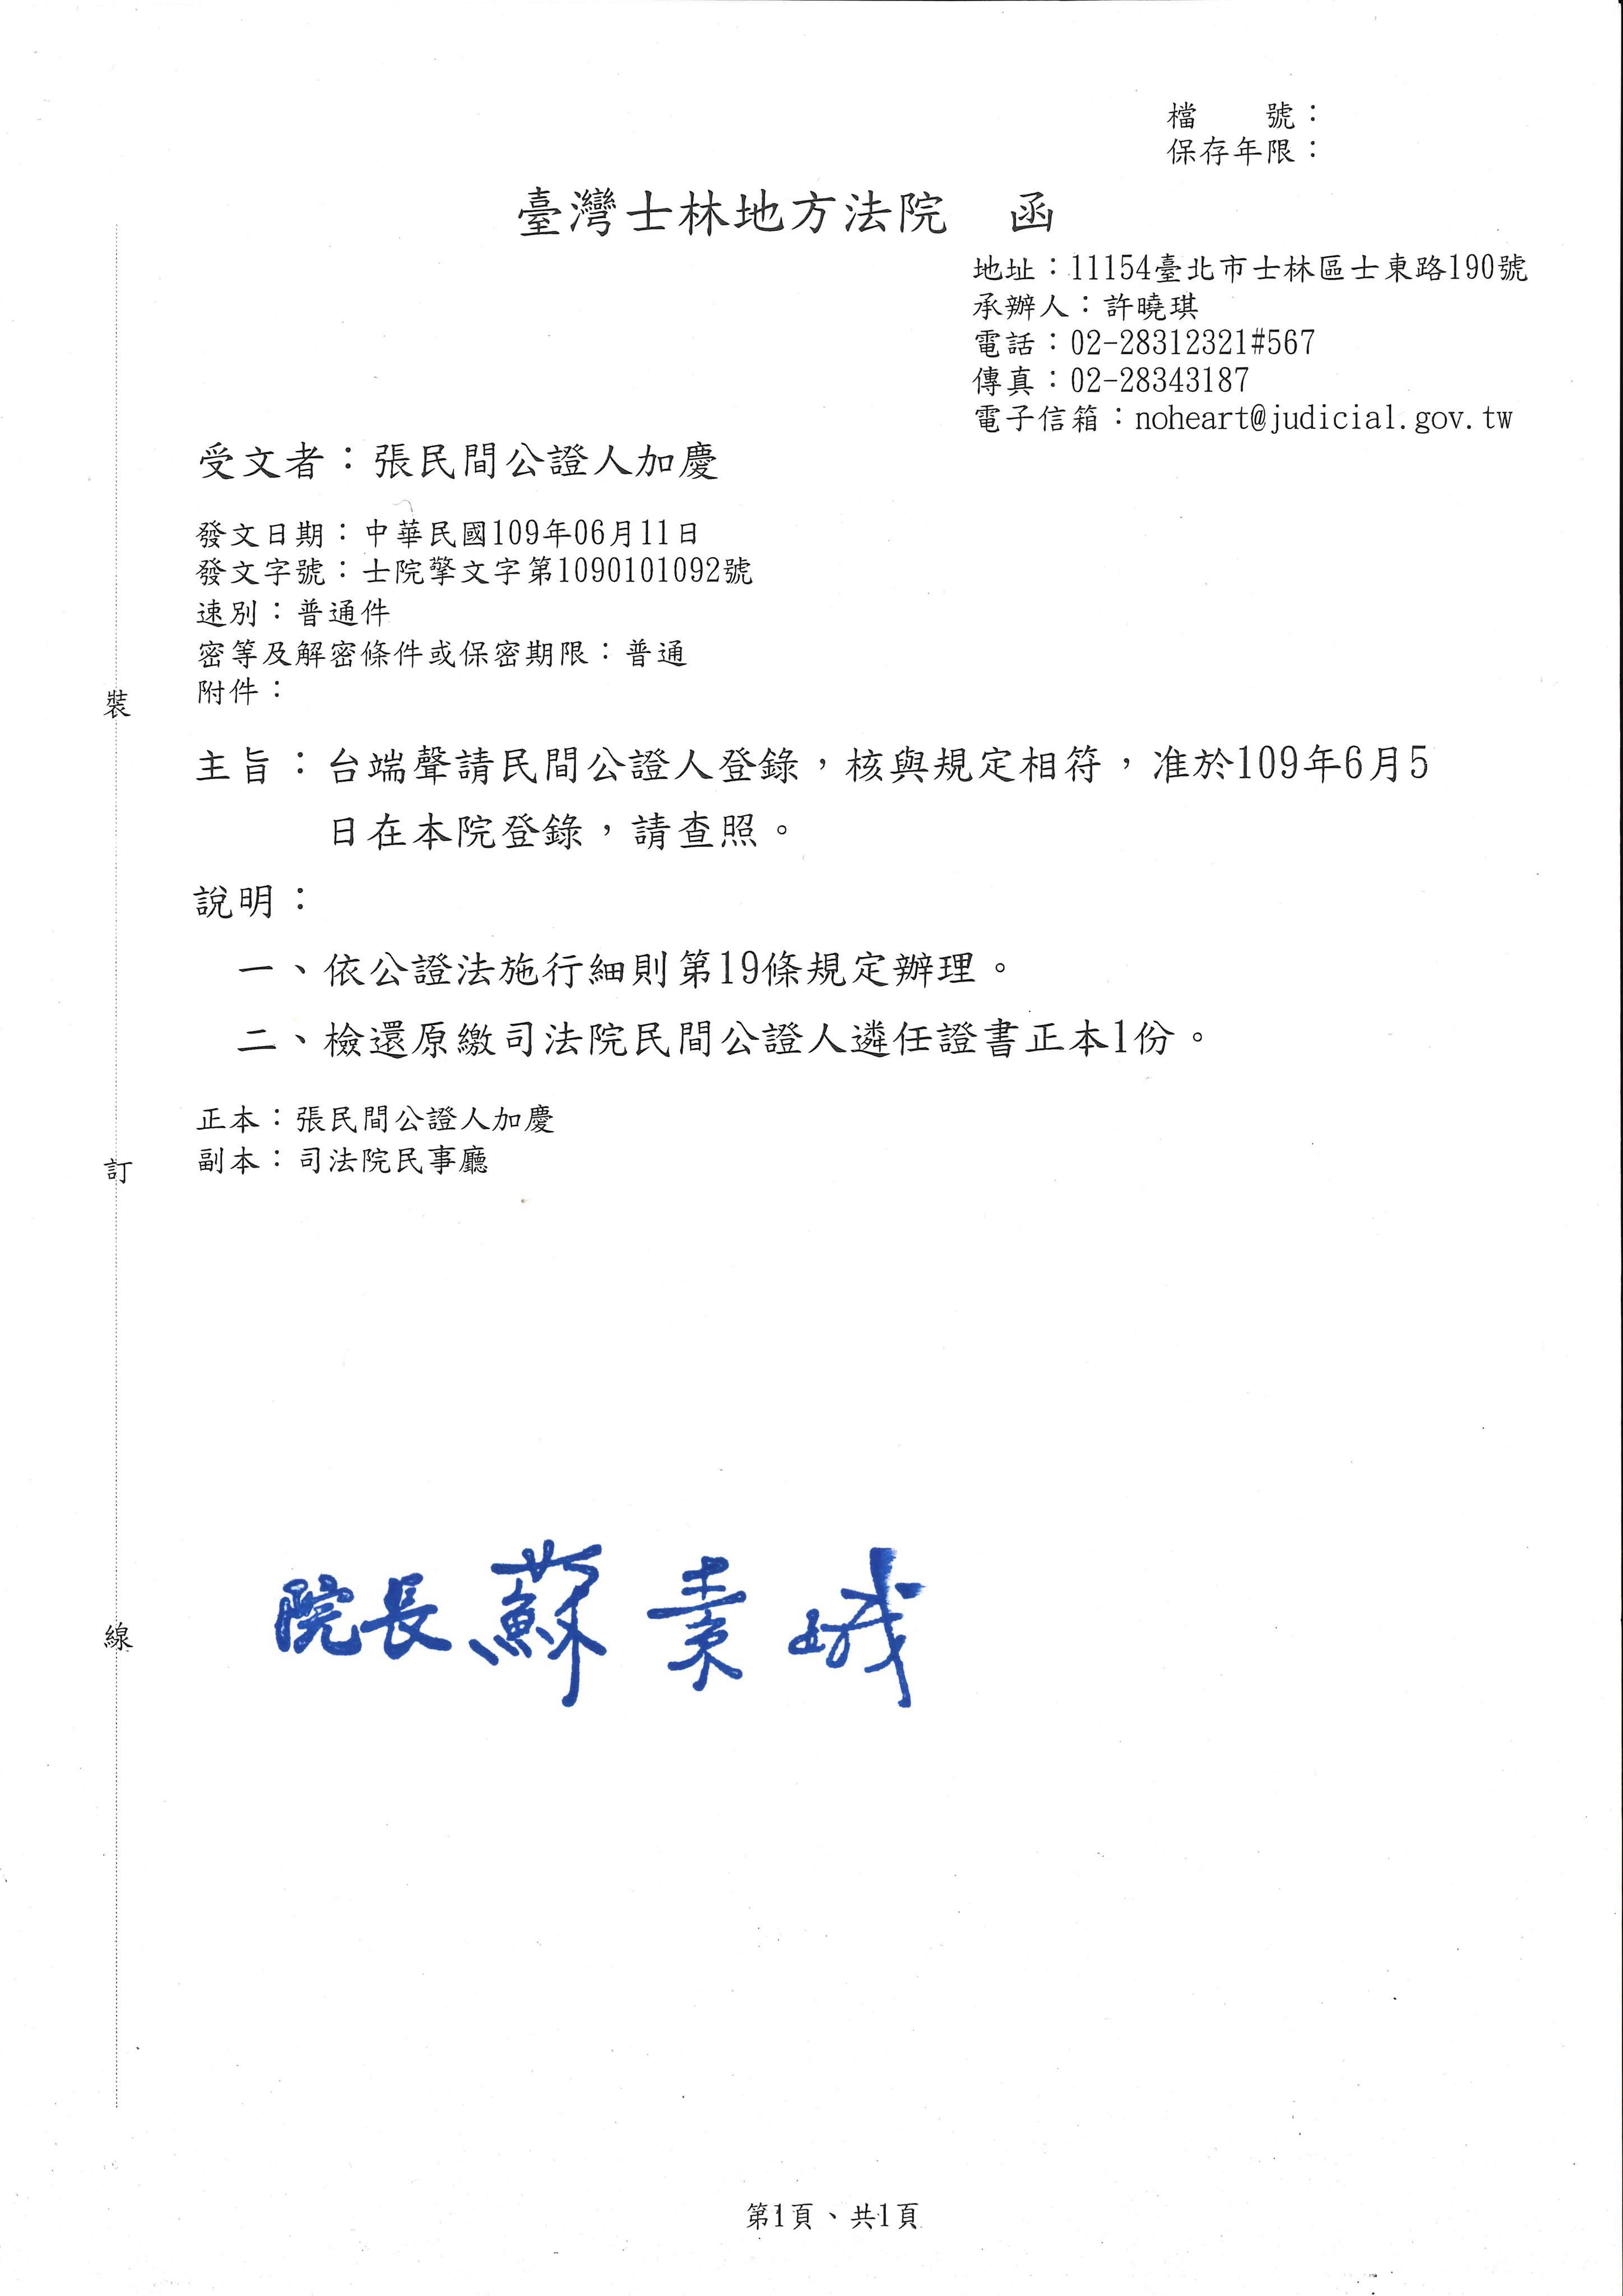 檔　　號：
保存年限：
臺灣士林地方法院　函
地址：11154臺北市士林區士東路190號
承辦人：許曉琪
電話：02-28312321#567
傳真：02-28343187
電子信箱：noheart@judicial.gov.tw
受文者：張民間公證人加慶
發文日期：中華民國109年06月11日
發文字號：士院擎文字第1090101092號
速別：普通件
密等及解密條件或保密期限：普通
附件：
主旨：台端聲請民間公證人登錄，核與規定相符，准於109年6月5
日在本院登錄，請查照。
說明：
一、依公證法施行細則第19條規定辦理。
二、檢還原繳司法院民間公證人遴任證書正本1份。
正本：張民間公證人加慶
副本：司法院民事廳
裝
訂
線
院長蘇素娥
第1頁、共1頁